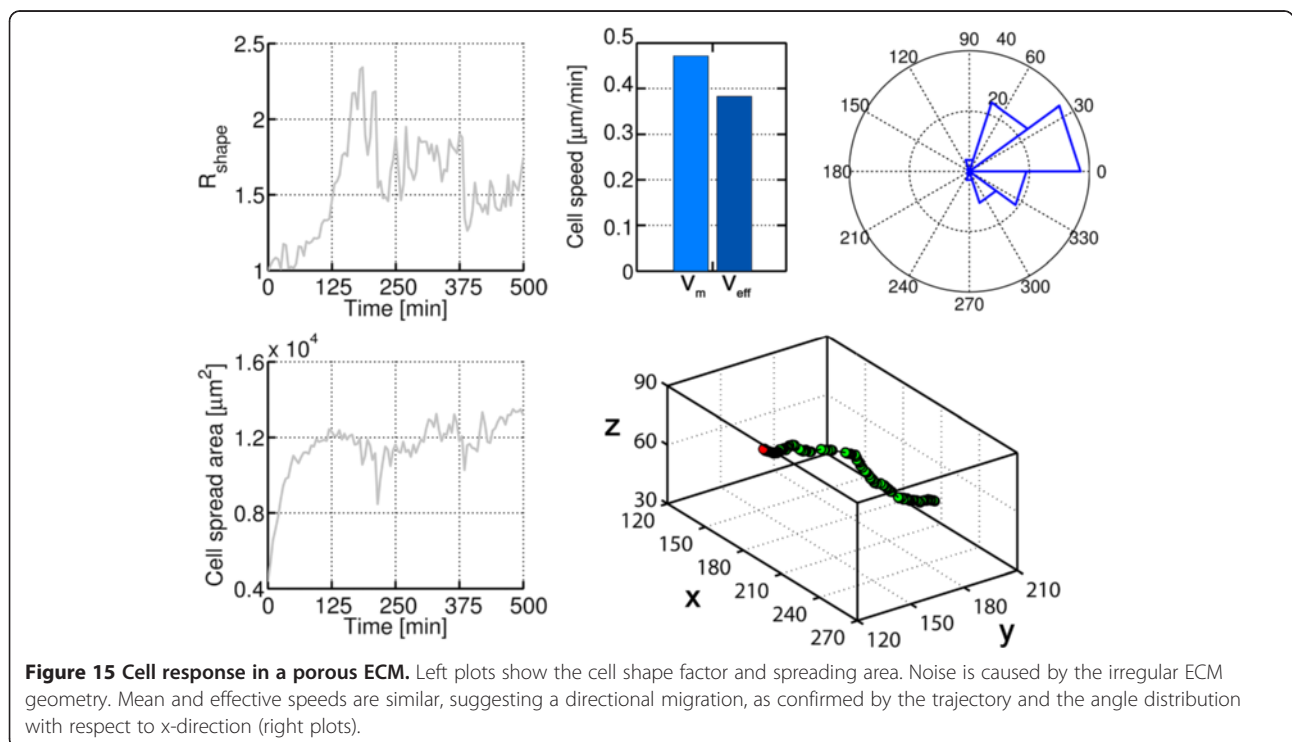 2.5
2
1.5
1
R_shape
0 125 250 375 500
Time [min]
0.5
0.4
0.3
0.2
0.1
0
Cell speed [μm/min]
V_m V_eff
90 40
120 60
20
150 30
180 0
210 330
240 300
270
x 10^4
1.6
1.2
0.8
0.4
Cell spread area [μm^2]
0 125 250 375 500
Time [min]
90
z
60
30
120
150
180
x
210
240
270
120
150
y
180
210
Figure 15 Cell response in a porous ECM. Left plots show the cell shape factor and spreading area. Noise is caused by the irregular ECM
geometry. Mean and effective speeds are similar, suggesting a directional migration, as confirmed by the trajectory and the angle distribution
with respect to x-direction (right plots).